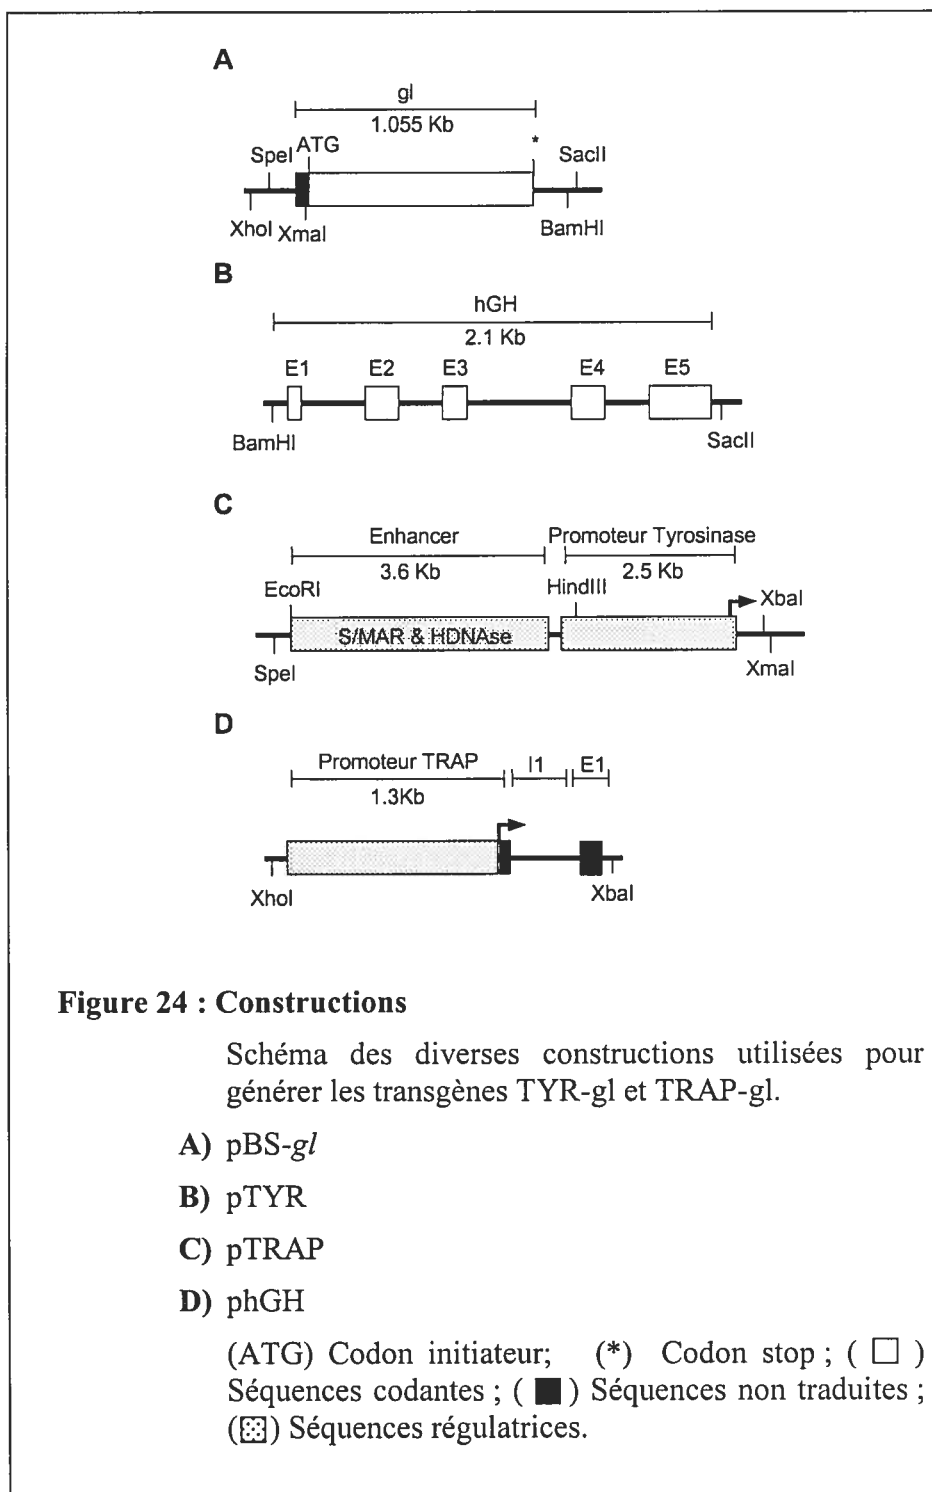 A
gl
1.055 Kb
ATG
*
SpeI
SacII
XhoI
XmaI
BamHI
B
hGH
2.1 Kb
E1
E2
E3
E4
E5
BamHI
SacII
C
Enhancer
Promoteur Tyrosinase
3.6 Kb
2.5 Kb
EcoRI
HindIII
XbaI
S/MAR & HDNAse
SpeI
XmaI
D
Promoteur TRAP
I1
E1
1.3Kb
XhoI
XbaI
Figure 24 : Constructions
Schéma des diverses constructions utilisées pour
générer les transgènes TYR-gl et TRAP-gl.
A) pBS-gl
B) pTYR
C) pTRAP
D) phGH
(ATG) Codon initiateur; (*) Codon stop ; ( □ )
Séquences codantes ; ( ■ ) Séquences non traduites ;
(▩) Séquences régulatrices.